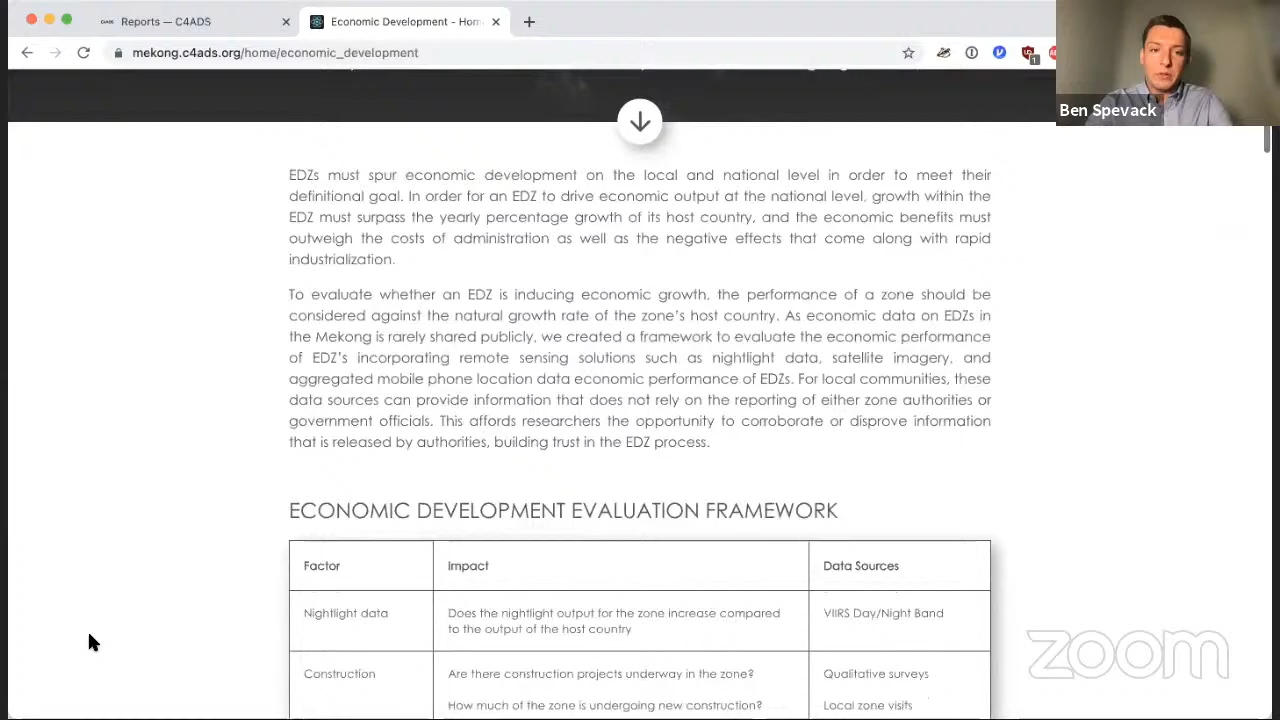 Reports — C4ADS
Economic Development - Hom
mekong.c4ads.org/home/economic_development
1
Ben Spevack
EDZs must spur economic development on the local and national level in order to meet their
definitional goal. In order for an EDZ to drive economic output at the national level, growth within the
EDZ must surpass the yearly percentage growth of its host country, and the economic benefits must
outweigh the costs of administration as well as the negative effects that come along with rapid
industrialization.
To evaluate whether an EDZ is inducing economic growth, the performance of a zone should be
considered against the natural growth rate of the zone's host country. As economic data on EDZs in
the Mekong is rarely shared publicly, we created a framework to evaluate the economic performance
of EDZ's incorporating remote sensing solutions such as nightlight data, satellite imagery, and
aggregated mobile phone location data economic performance of EDZs. For local communities, these
data sources can provide information that does not rely on the reporting of either zone authorities or
government officials. This affords researchers the opportunity to corroborate or disprove information
that is released by authorities, building trust in the EDZ process.
ECONOMIC DEVELOPMENT EVALUATION FRAMEWORK
Factor
Impact
Data Sources
Nightlight data
Does the nightlight output for the zone increase compared
to the output of the host country
VIIRS Day/Night Band
Construction
Are there construction projects underway in the zone?
Qualitative surveys
How much of the zone is undergoing new construction?
Local zone visits
zoom